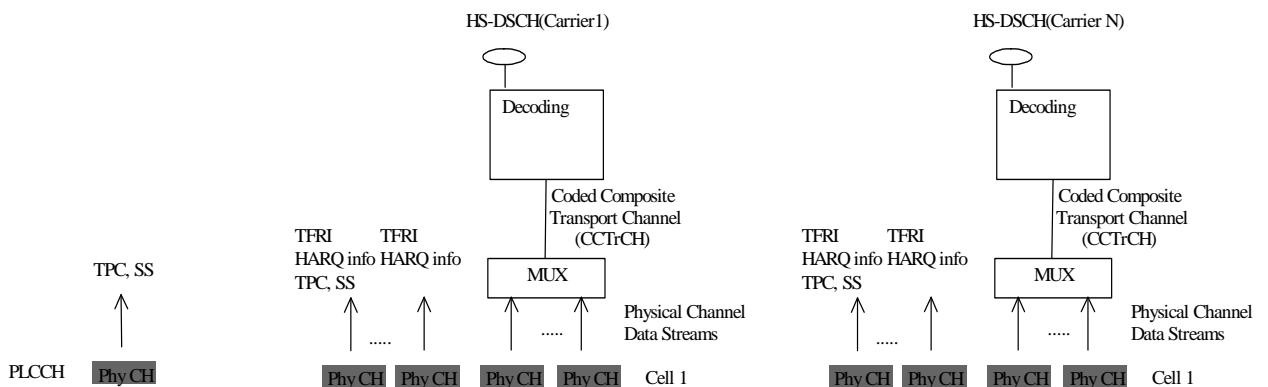 HS-DSCH(Carrier1)
HS-DSCH(Carrier N)
Decoding
Decoding
Coded Composite
Transport Channel
(CCTrCH)
Coded Composite
Transport Channel
(CCTrCH)
TFRI
HARQ info
TPC, SS
TFRI
HARQ info
MUX
TFRI
HARQ info
TPC, SS
TFRI
HARQ info
MUX
TPC, SS
Physical Channel
Data Streams
Physical Channel
Data Streams
.....
.....
.....
.....
PLCCH
Phy CH
Phy CH
Phy CH
Phy CH
Phy CH
Cell 1
Phy CH
Phy CH
Phy CH
Phy CH
Cell 1